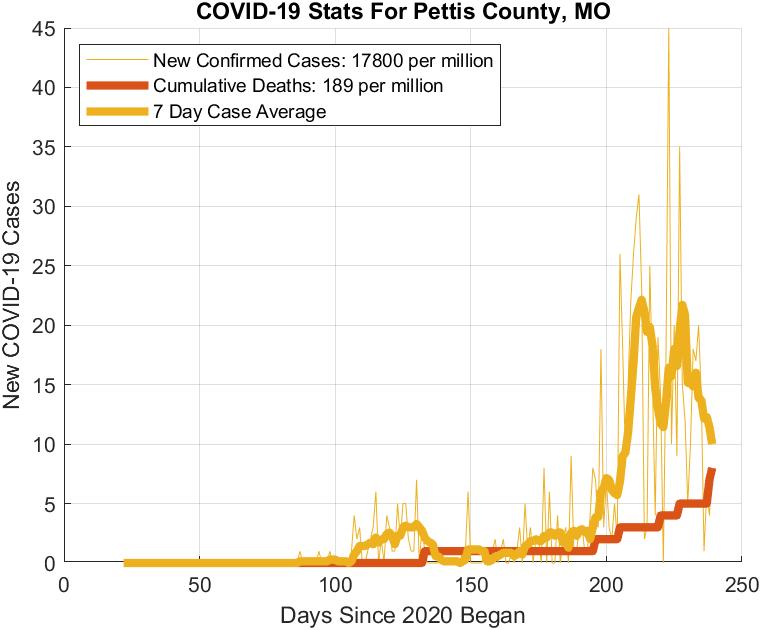 COVID-19 Stats For Pettis County, MO
New Confirmed Cases: 17800 per million
Cumulative Deaths: 189 per million
7 Day Case Average
New COVID-19 Cases
45
40
35
30
25
20
15
10
5
0
0 50 100 150 200 250
Days Since 2020 Began